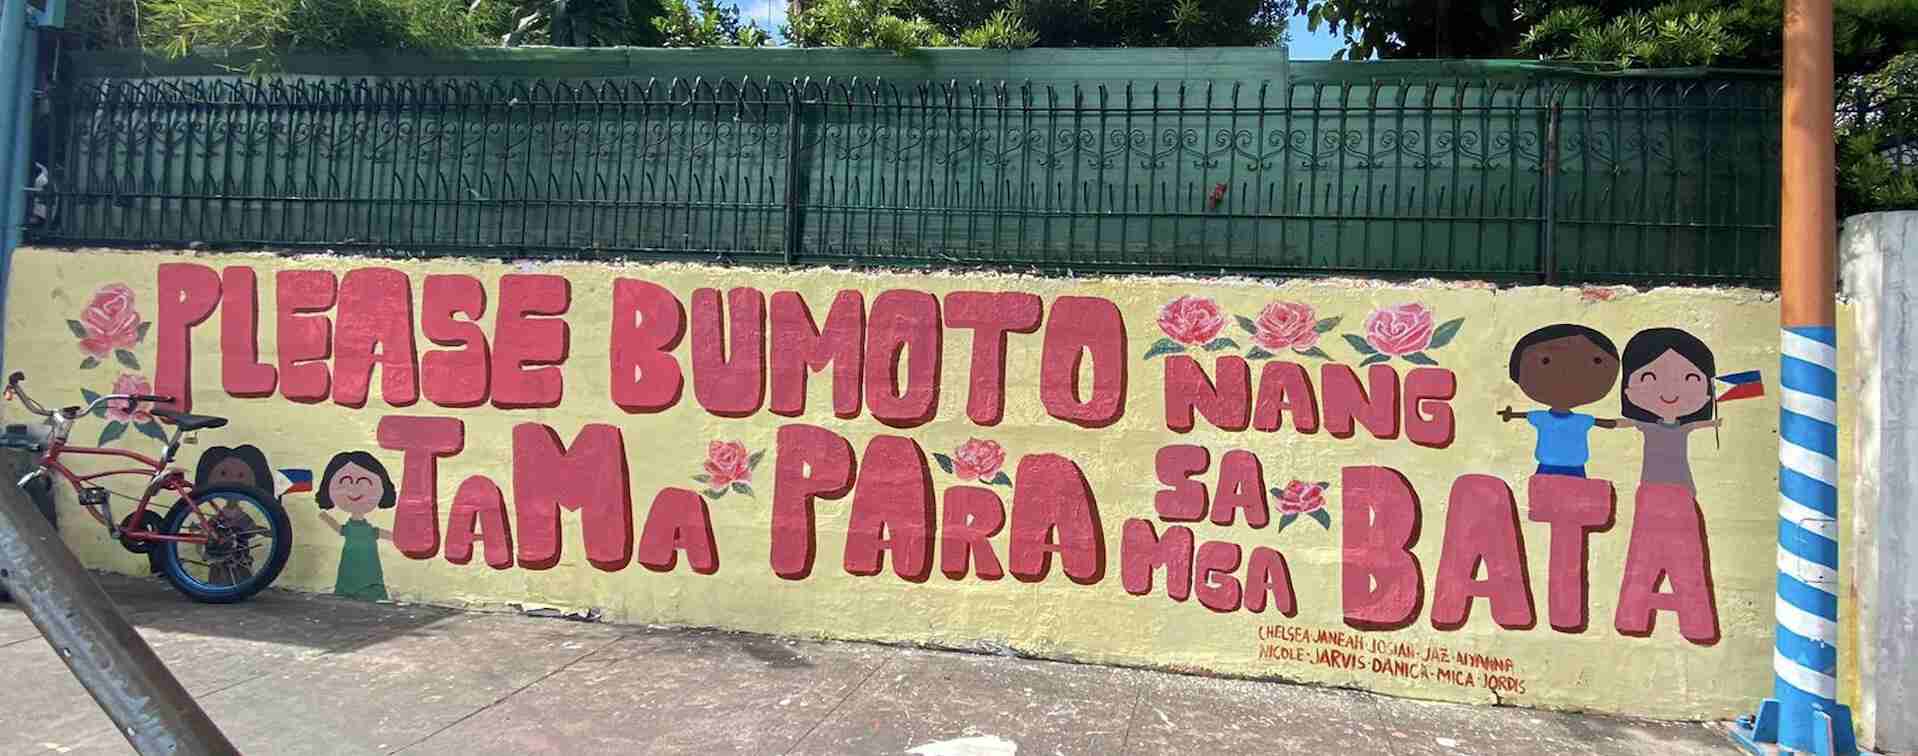 PLEASE BUMOTO NANG
TAMA PARA SA MGA BATA
CHELSEA·JANEAH·JOSIAH·JAZ·AIYANNA
NICOLE·JARVIS·DANICA·MICA·JORDIS